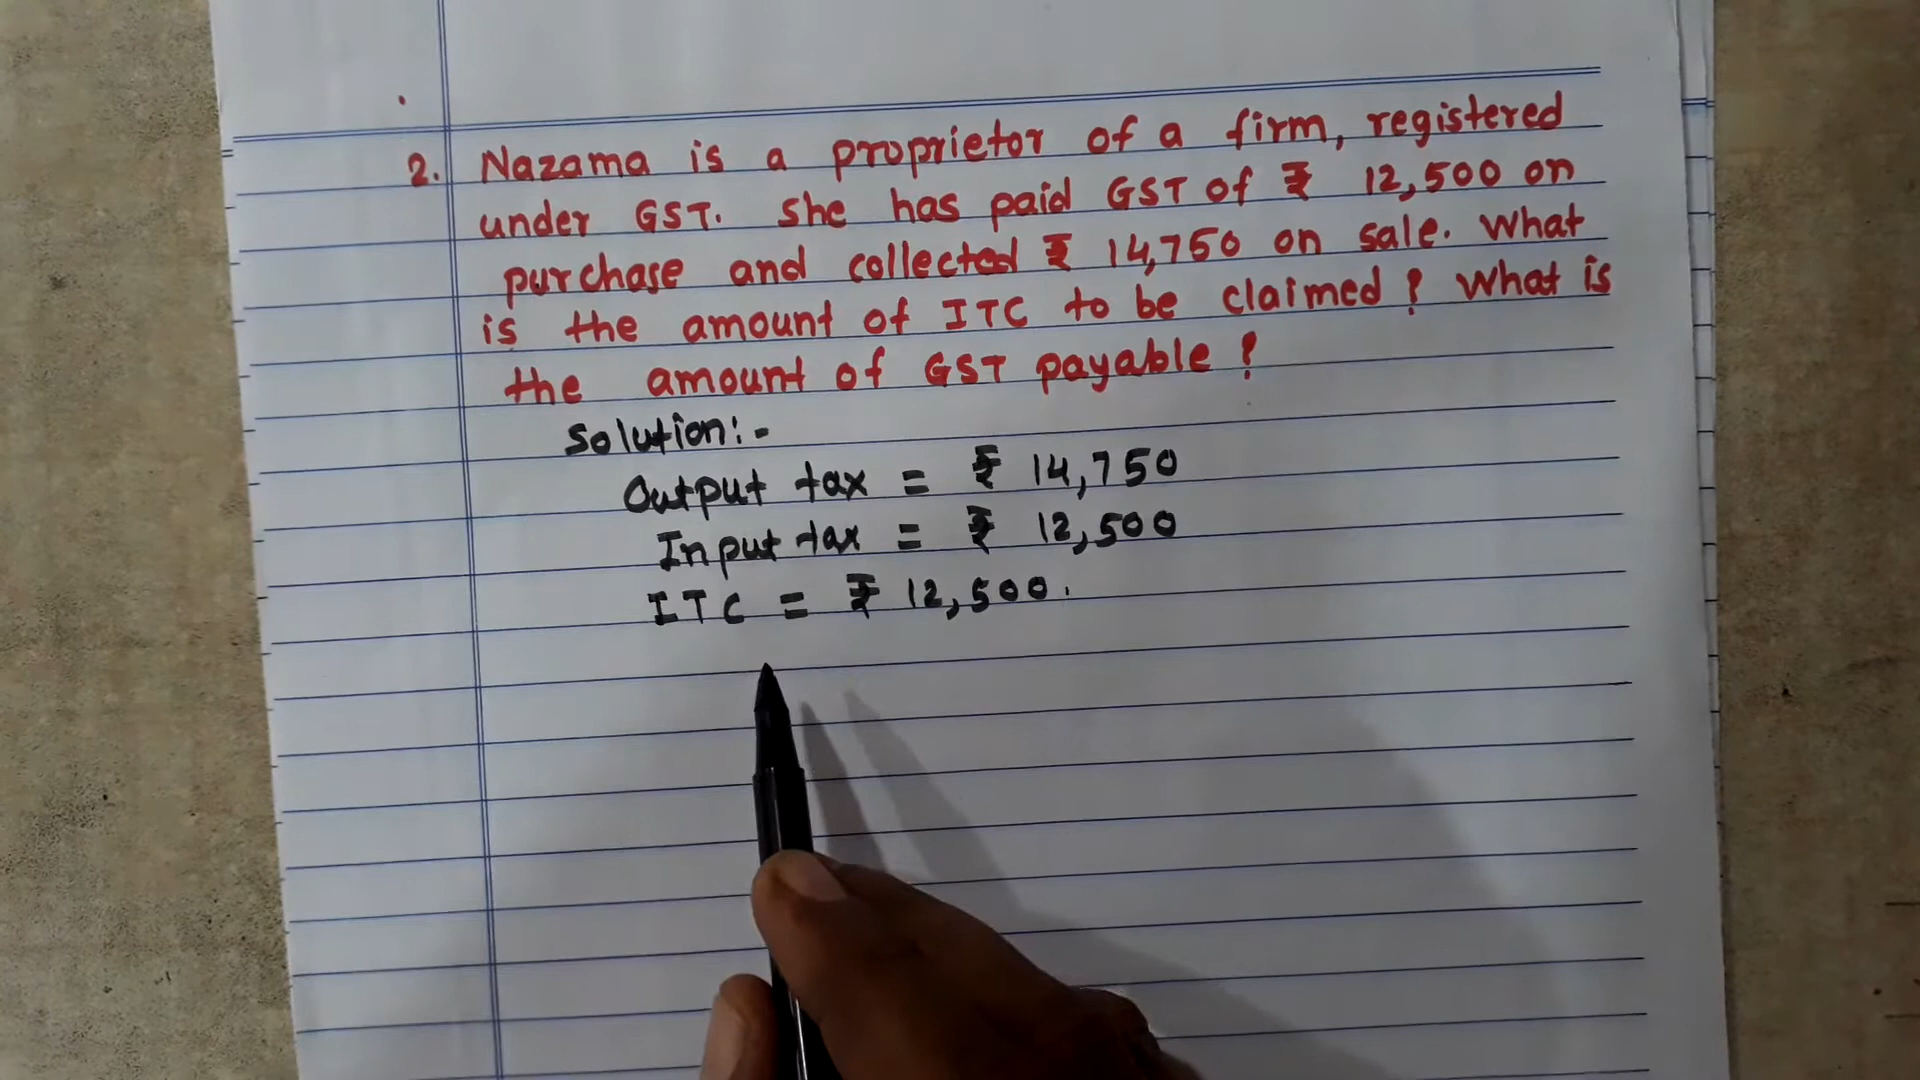 2. Nazama is a proprietor of a firm, registered
under GST. She has paid GST of ₹ 12,500 on
purchase and collected ₹ 14,750 on sale. What
is the amount of ITC to be claimed? What is
the amount of GST payable?
Solution:-
Output tax = ₹ 14,750
Input tax = ₹ 12,500
ITC = ₹ 12,500.